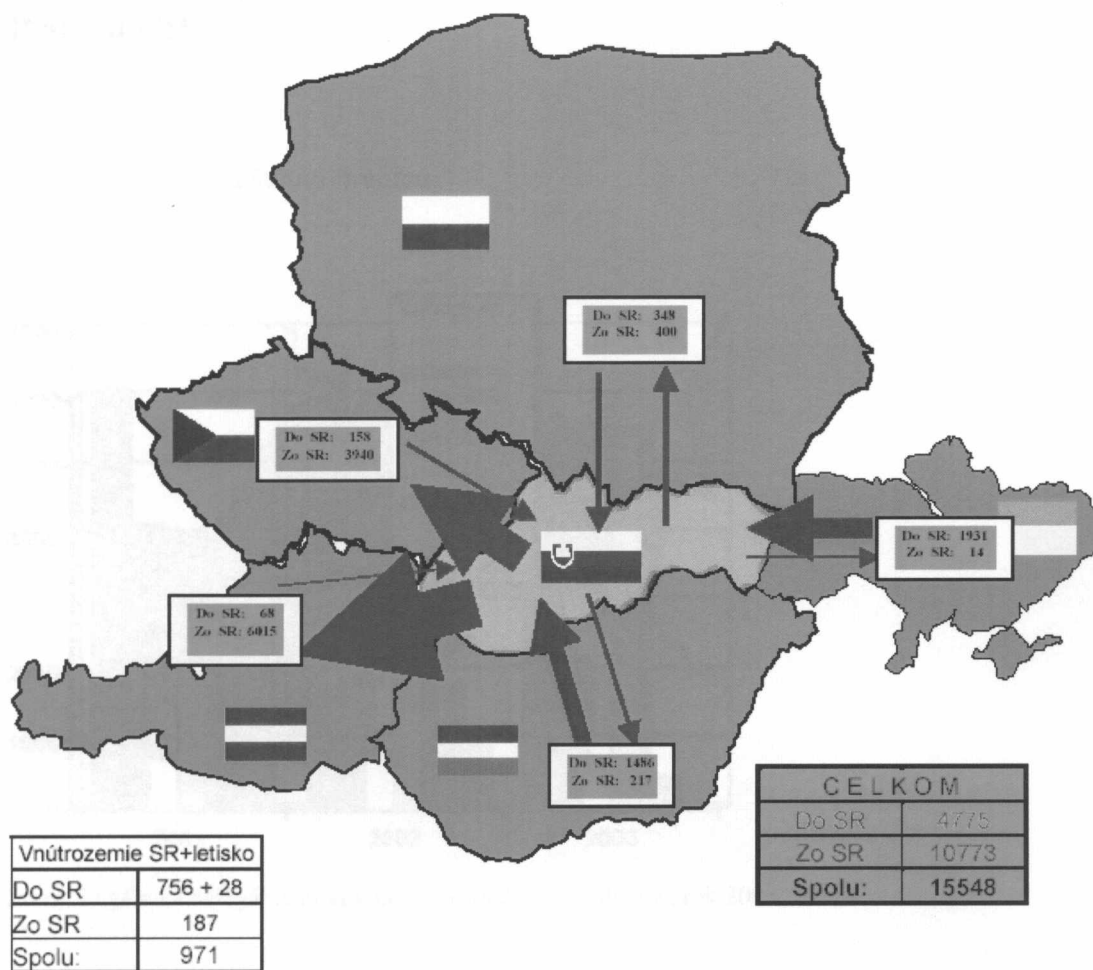 Do SR: 348
Zo SR: 400
Do SR: 158
Zo SR: 3940
Do SR: 1931
Zo SR: 14
Do SR: 68
Zo SR: 6015
Do SR: 1486
Zo SR: 217
CELKOM
Do SR 4775
Zo SR 10773
Spolu: 15548
Vnútrozemie SR+letisko
Do SR 756 + 28
Zo SR 187
Spolu: 971